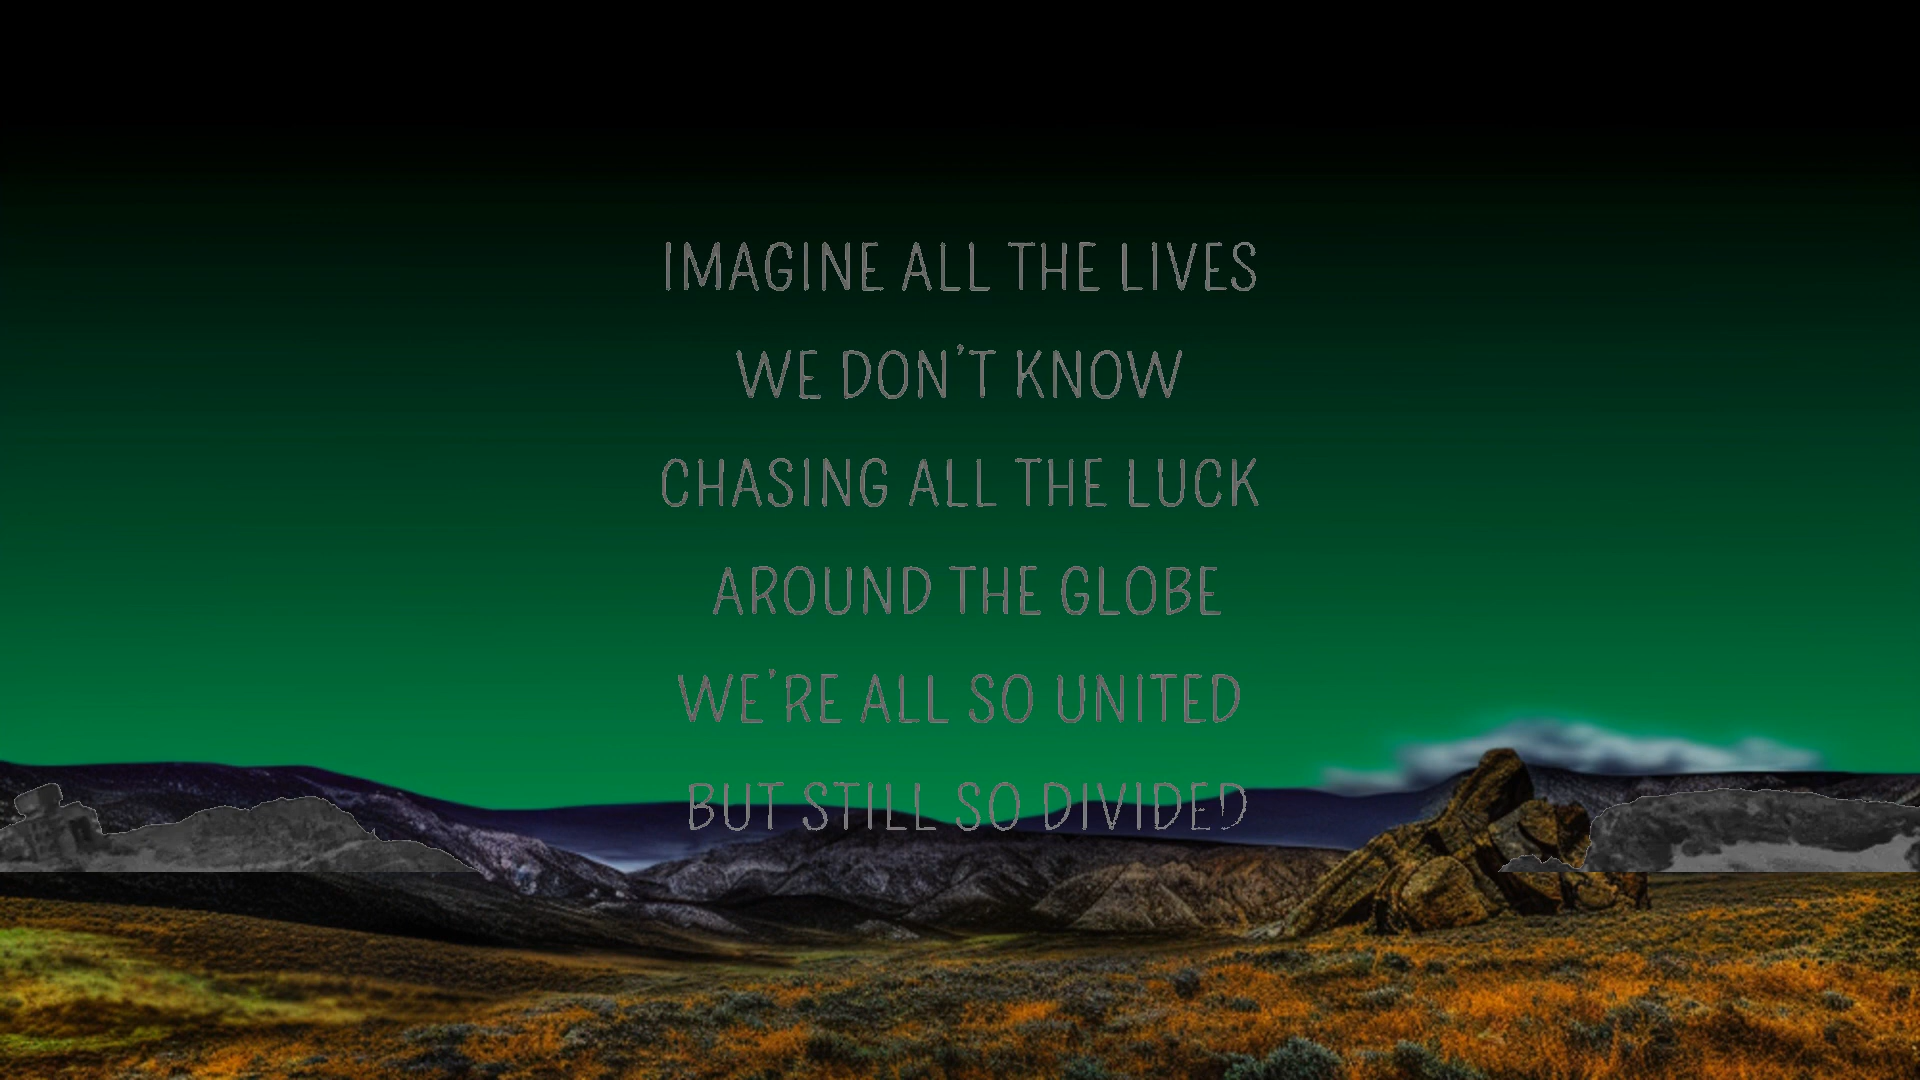 IMAGINE ALL THE LIVES
WE DON'T KNOW
CHASING ALL THE LUCK
AROUND THE GLOBE
WE'RE ALL SO UNITED
BUT STILL SO DIVIDED